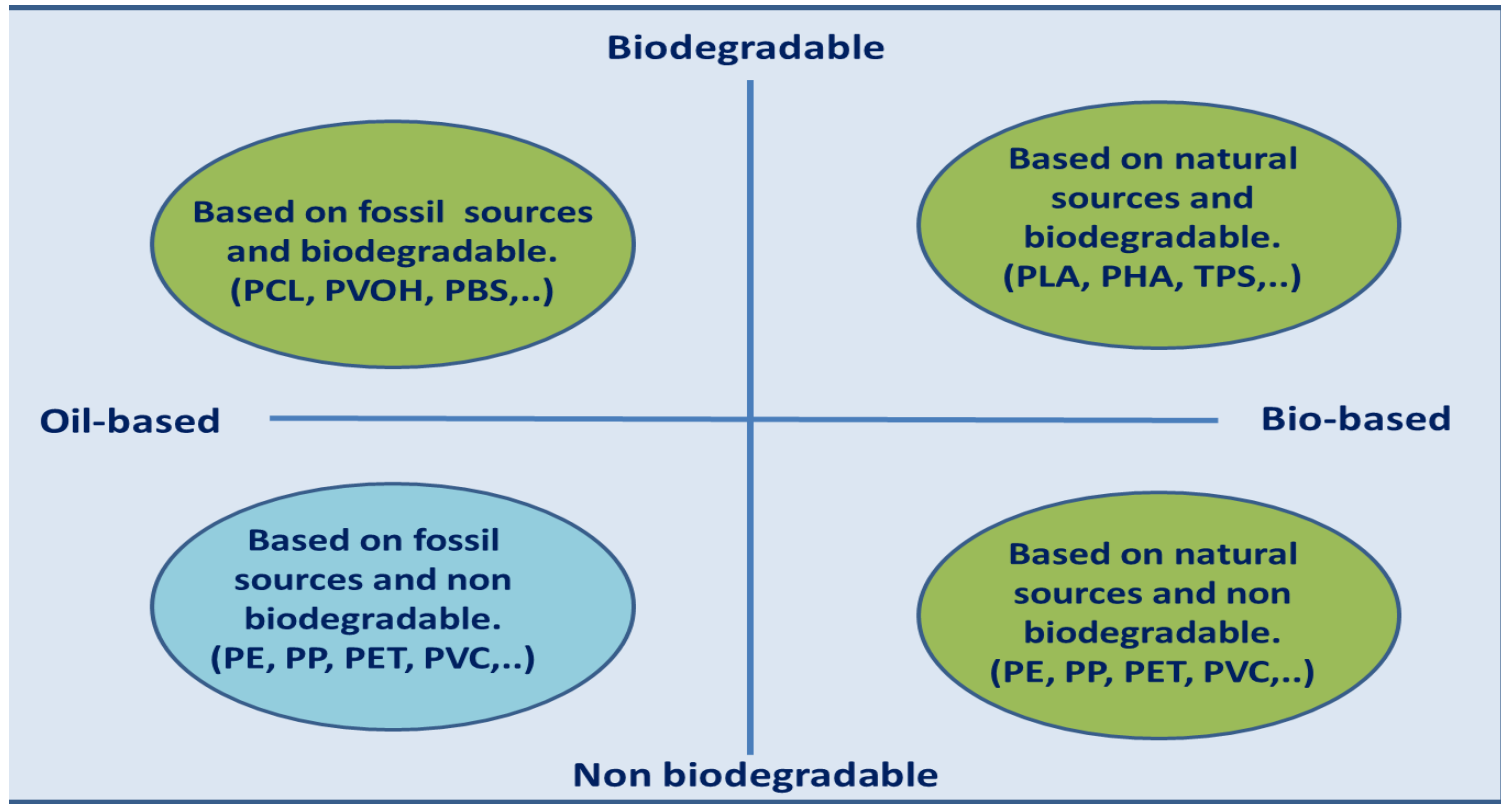 Biodegradable
Based on fossil  sources
and biodegradable.
(PCL, PVOH, PBS,..)
Based on natural
sources and
biodegradable.
(PLA, PHA, TPS,..)
Oil-based
Bio-based
Based on fossil
sources and non
biodegradable.
(PE, PP, PET, PVC,..)
Based on natural
sources and non
biodegradable.
(PE, PP, PET, PVC,..)
Non biodegradable